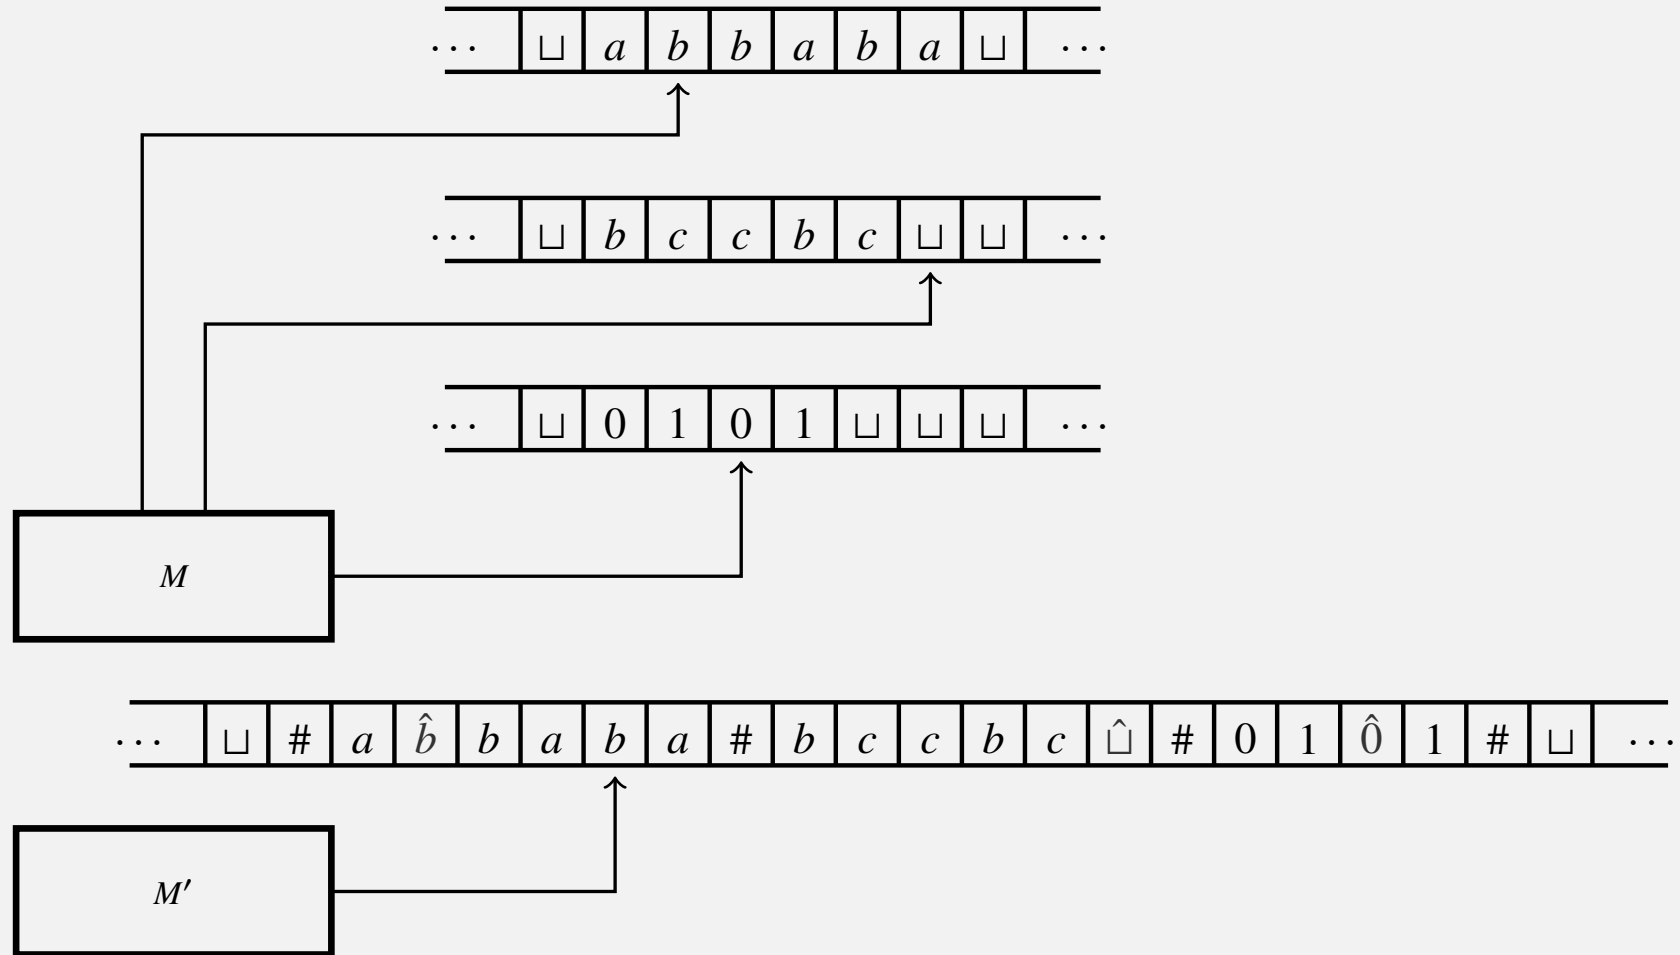 ··· ⊔ a b b a b a ⊔ ···
··· ⊔ b c c b c ⊔ ⊔ ···
··· ⊔ 0 1 0 1 ⊔ ⊔ ⊔ ···
M
··· ⊔ # a b̂ b a b a # b c c b c ⊔̂ # 0 1 0̂ 1 # ⊔ ···
M′